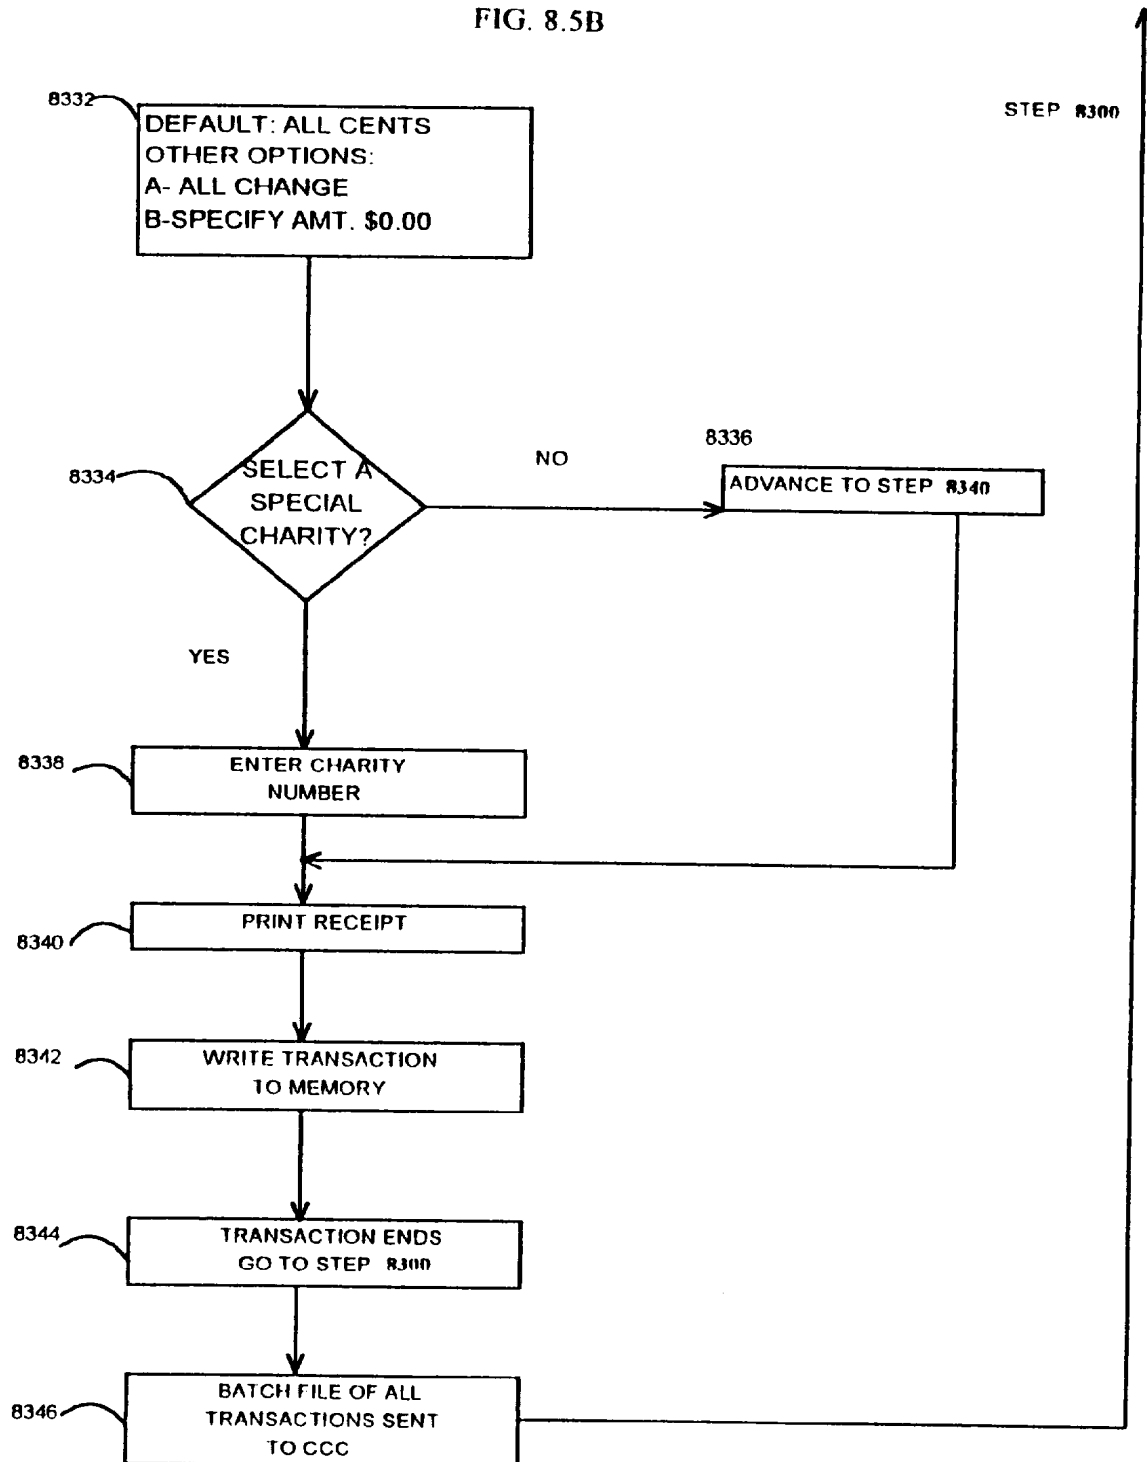 FIG. 8.5B
STEP 8300
8332
DEFAULT: ALL CENTS
OTHER OPTIONS:
A- ALL CHANGE
B-SPECIFY AMT. $0.00
8334
SELECT A
SPECIAL
CHARITY?
NO
8336
ADVANCE TO STEP 8340
YES
8338
ENTER CHARITY
NUMBER
8340
PRINT RECEIPT
8342
WRITE TRANSACTION
TO MEMORY
8344
TRANSACTION ENDS
GO TO STEP 8300
8346
BATCH FILE OF ALL
TRANSACTIONS SENT
TO CCC